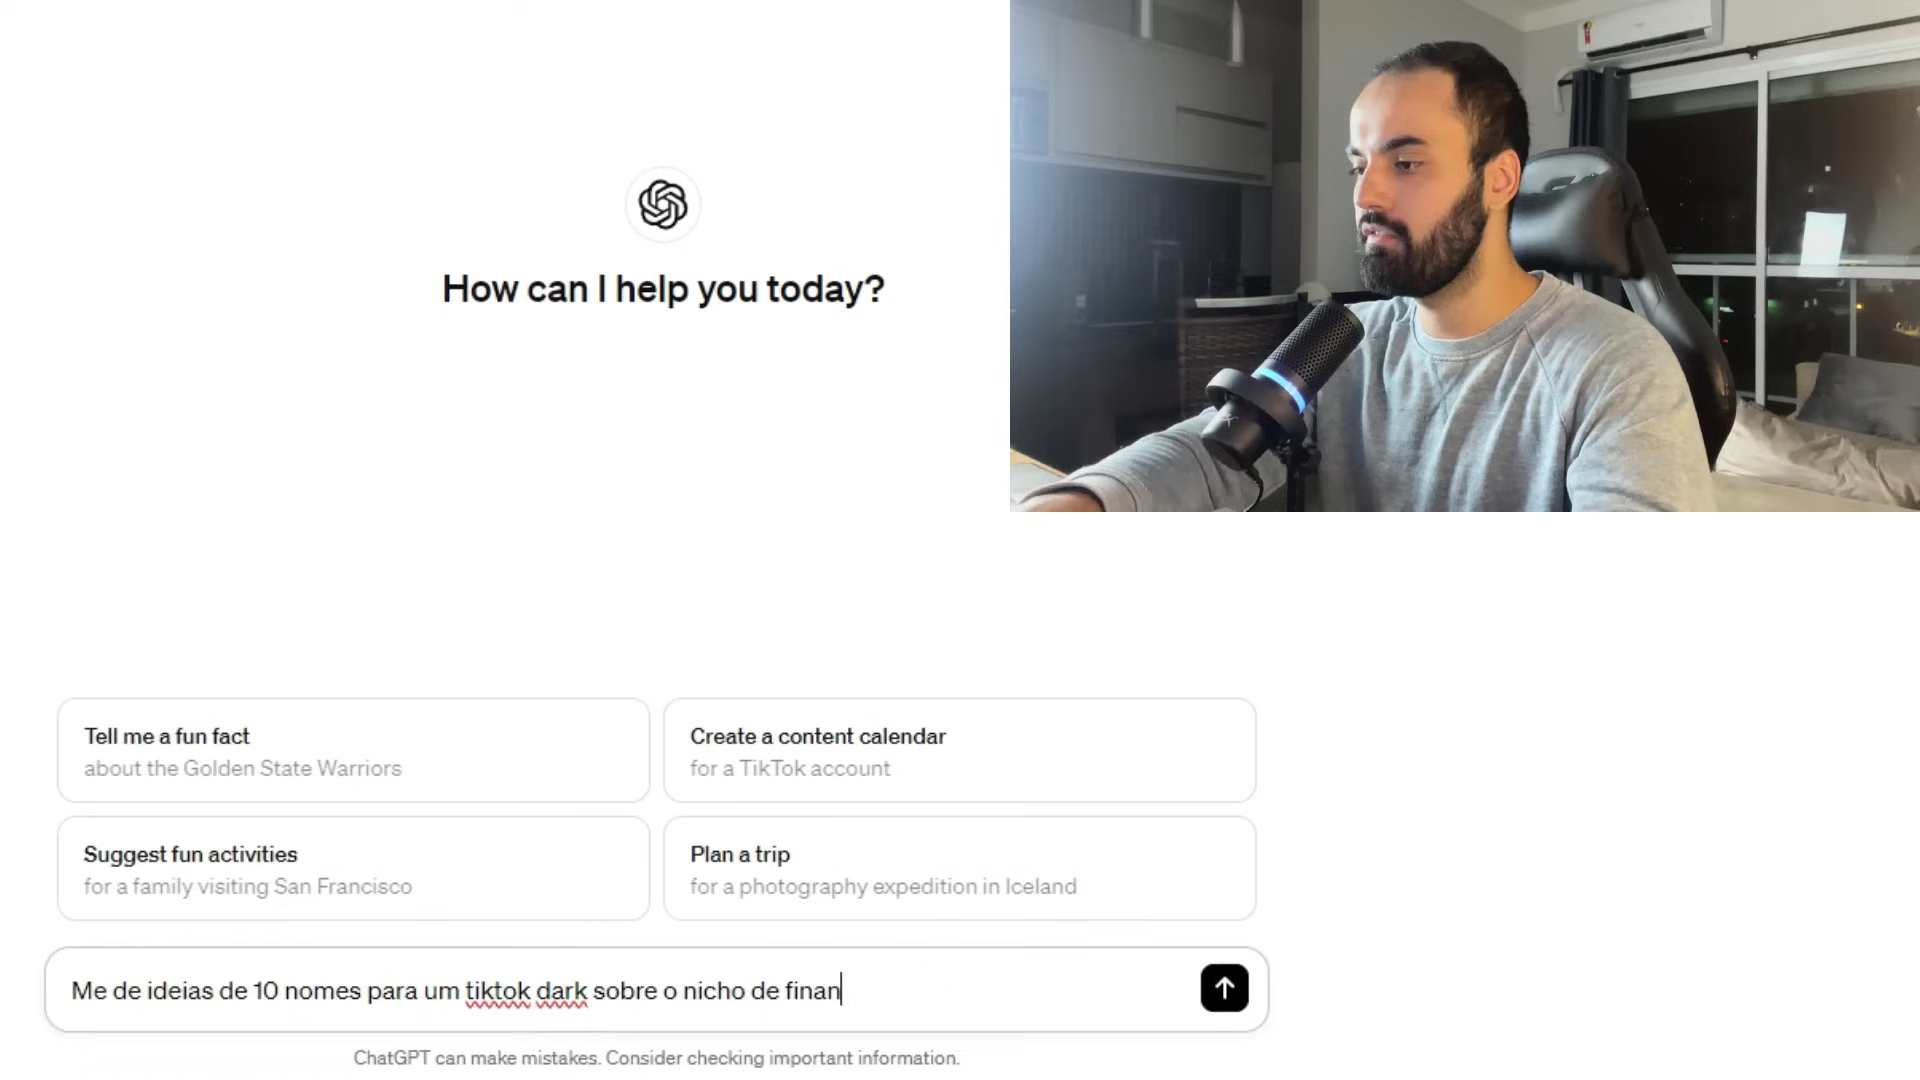 How can I help you today?
Tell me a fun fact
about the Golden State Warriors
Create a content calendar
for a TikTok account
Suggest fun activities
for a family visiting San Francisco
Plan a trip
for a photography expedition in Iceland
Me de ideias de 10 nomes para um tiktok dark sobre o nicho de finan
ChatGPT can make mistakes. Consider checking important information.